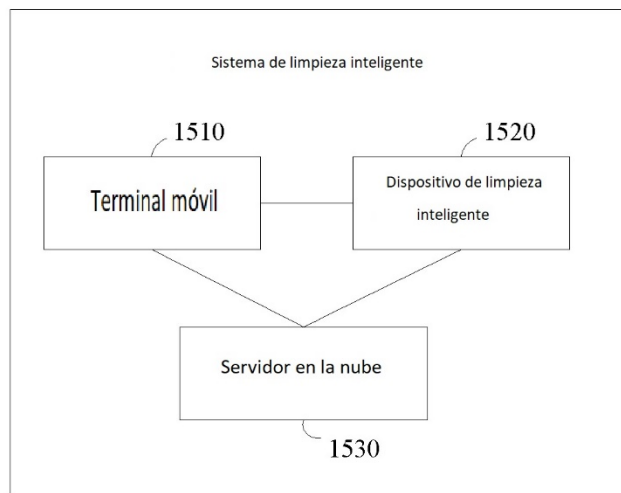 Sistema de limpieza inteligente
1510
1520
Terminal móvil
Dispositivo de limpieza
inteligente
Servidor en la nube
1530